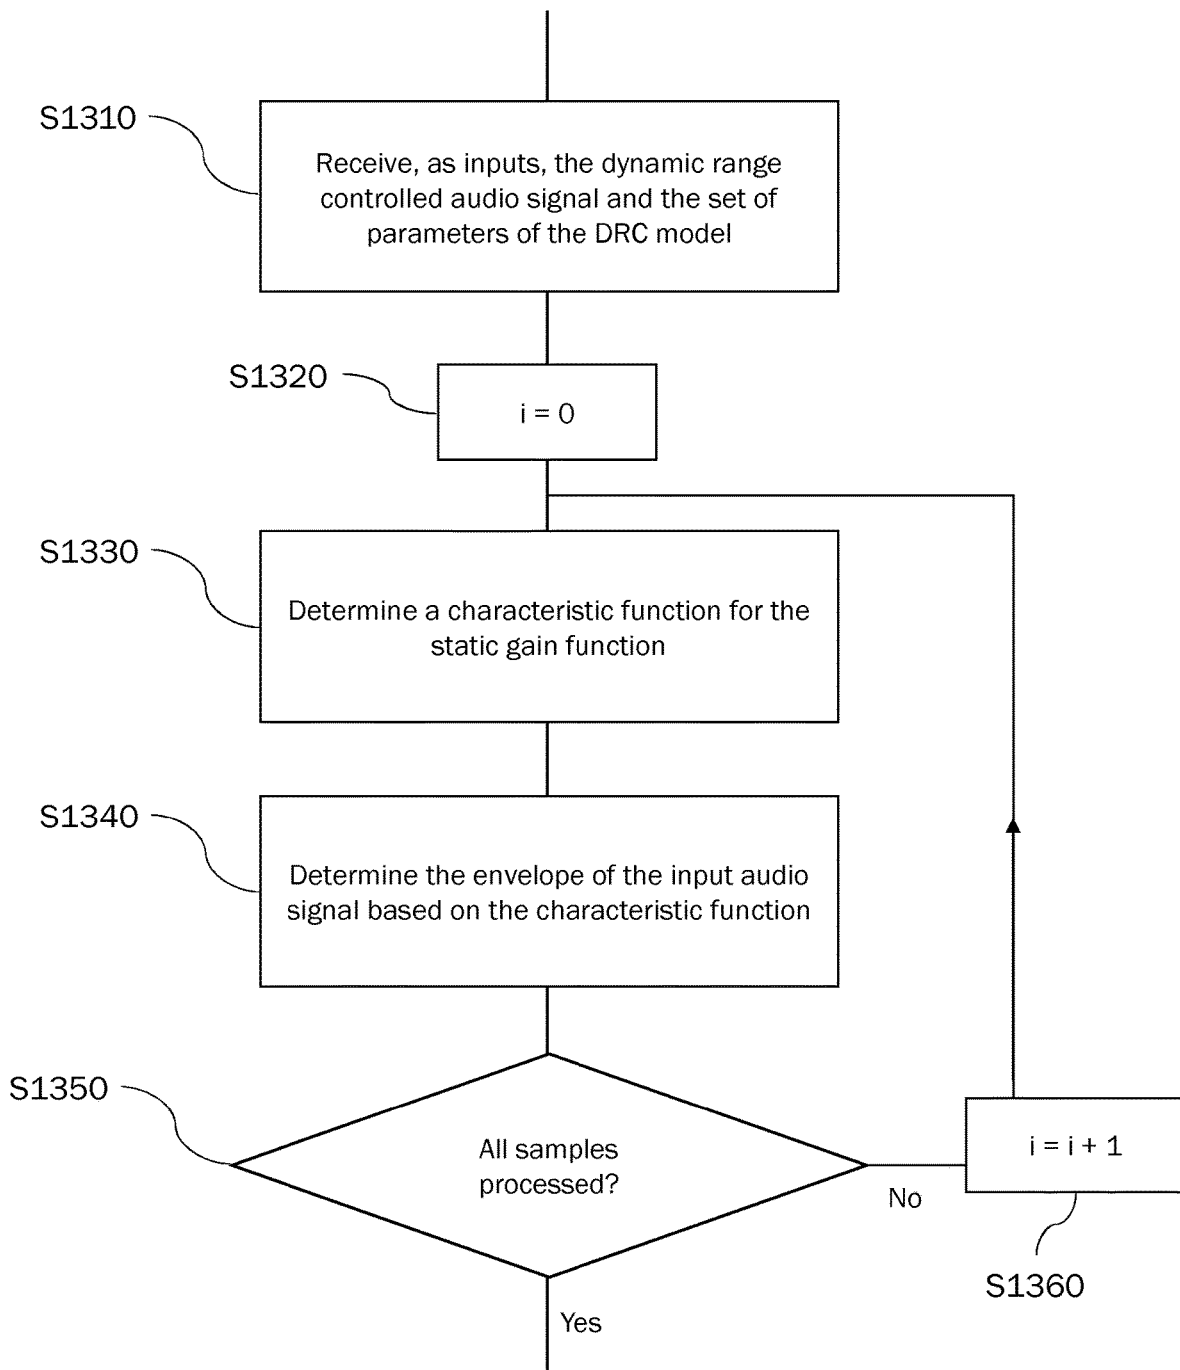 S1310
Receive, as inputs, the dynamic range
controlled audio signal and the set of
parameters of the DRC model
S1320
i = 0
S1330
Determine a characteristic function for the
static gain function
S1340
Determine the envelope of the input audio
signal based on the characteristic function
S1350
All samples
processed?
No
i = i + 1
S1360
Yes